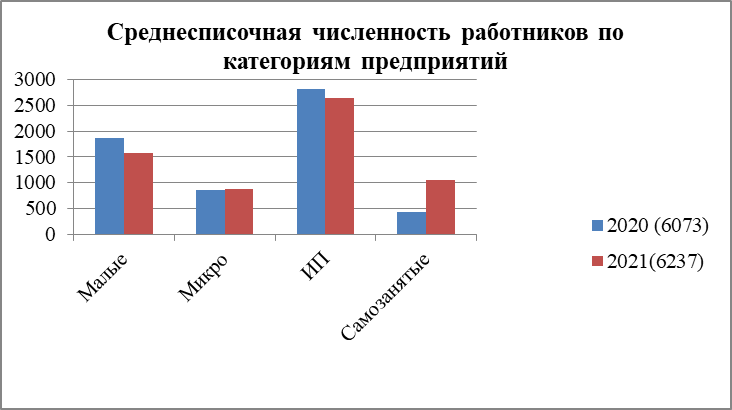 Среднесписочная численность работников по
категориям предприятий
3000
2500
2000
1500
1000
500
0
Малые
Микро
ИП
Самозанятые
2020 (6073)
2021(6237)